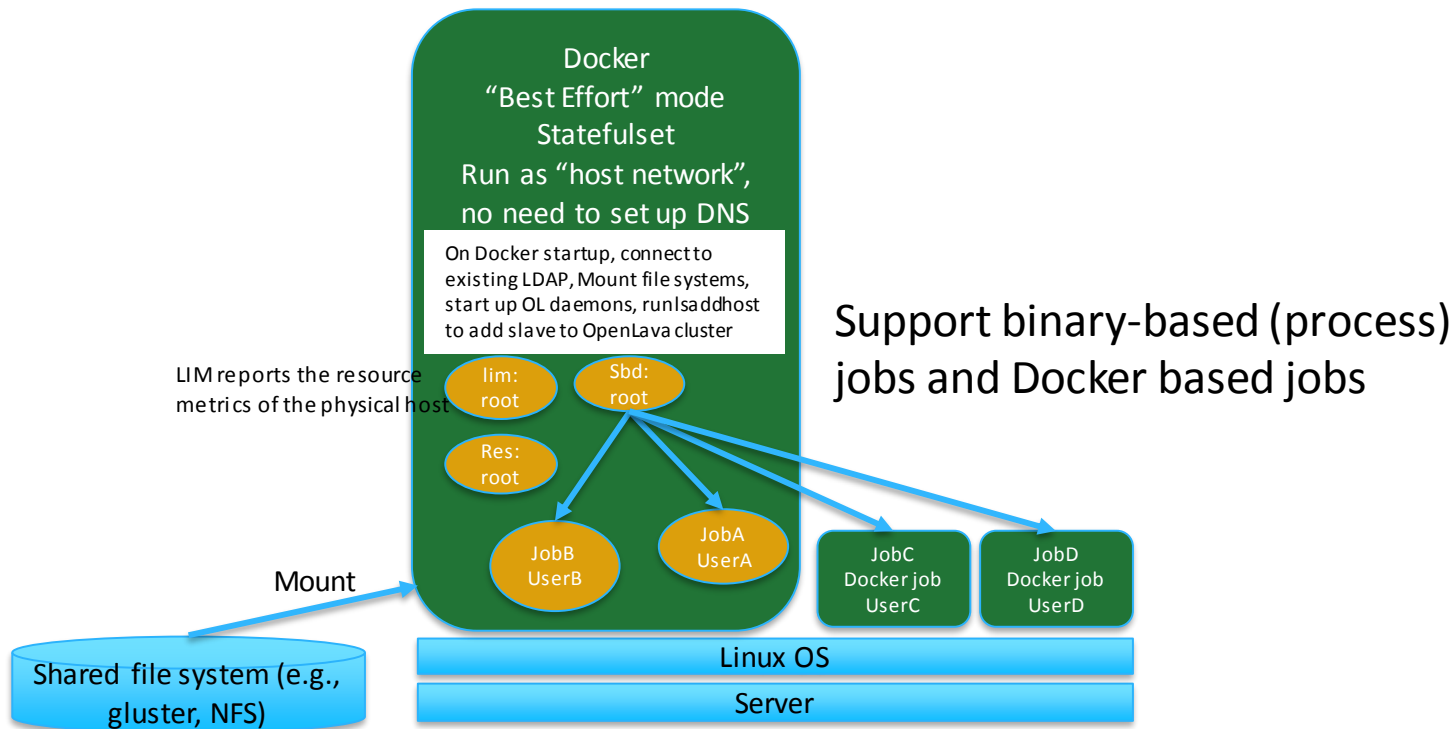 Docker
“Best Effort” mode
Statefulset
Run as “host network”,
no need to set up DNS
On Docker startup, connect to
existing LDAP, Mount file systems,
start up OL daemons, run lsaddhost
to add slave to OpenLava cluster
Support binary-based (process)
jobs and Docker based jobs
LIM reports the resource
metrics of the physical host
lim:
root
Sbd:
root
Res:
root
JobB
UserB
JobA
UserA
JobC
Docker job
UserC
JobD
Docker job
UserD
Mount
Shared file system (e.g.,
gluster, NFS)
Linux OS
Server